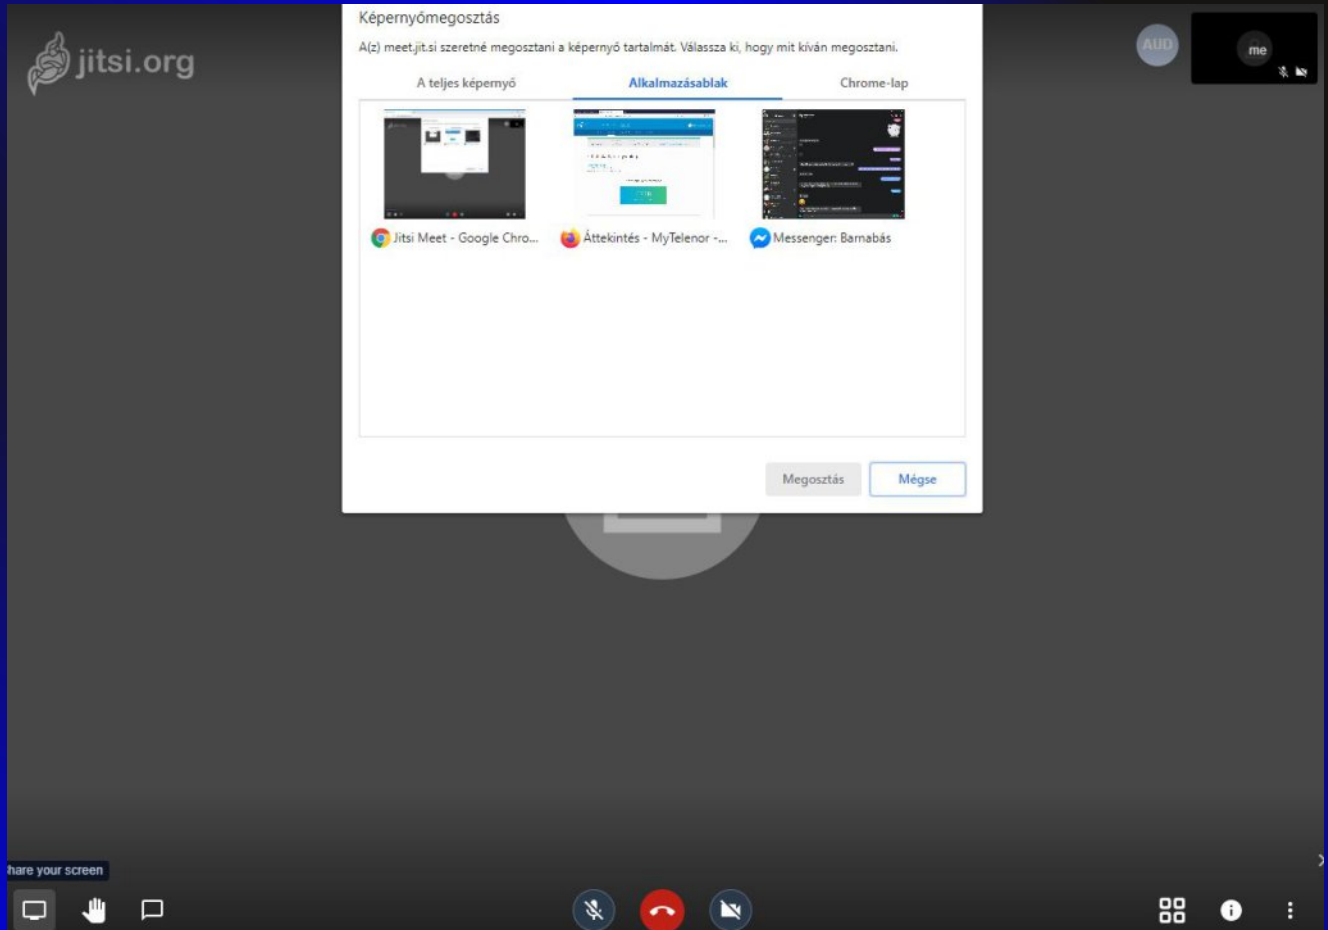 jitsi.org
Képernyőmegosztás
A(z) meet.jit.si szeretné megosztani a képernyő tartalmát. Válassza ki, hogy mit kíván megosztani.
A teljes képernyő
Alkalmazásablak
Chrome-lap
Jitsi Meet - Google Chro...
Áttekintés - MyTelenor -...
Messenger: Barnabás
Megosztás
Mégse
AUD
me
hare your screen